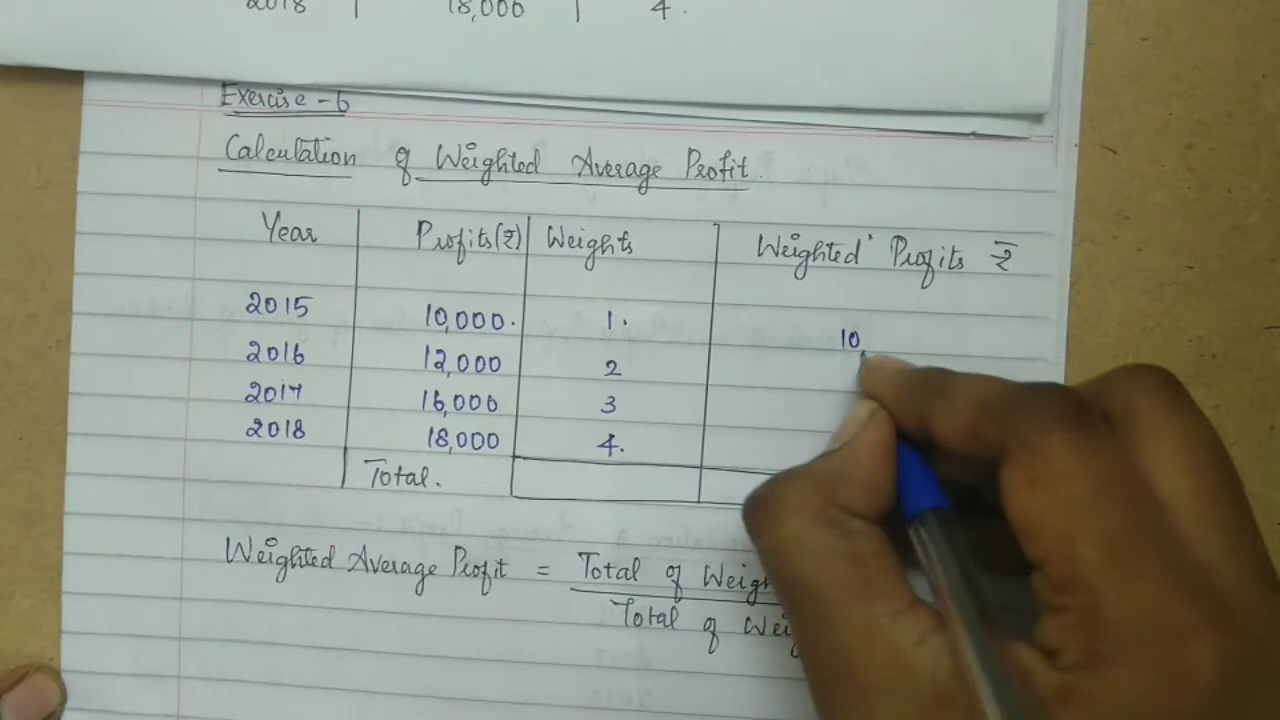 2018 | 18,000 | 4.
Exercise - 6
Calculation of Weighted Average Profit.
Year Profits(₹) Weights Weighted Profits ₹
2015 10,000. 1. 10
2016 12,000 2
2017 16,000 3
2018 18,000 4.
Total.
Weighted Average Profit = Total of
Total of